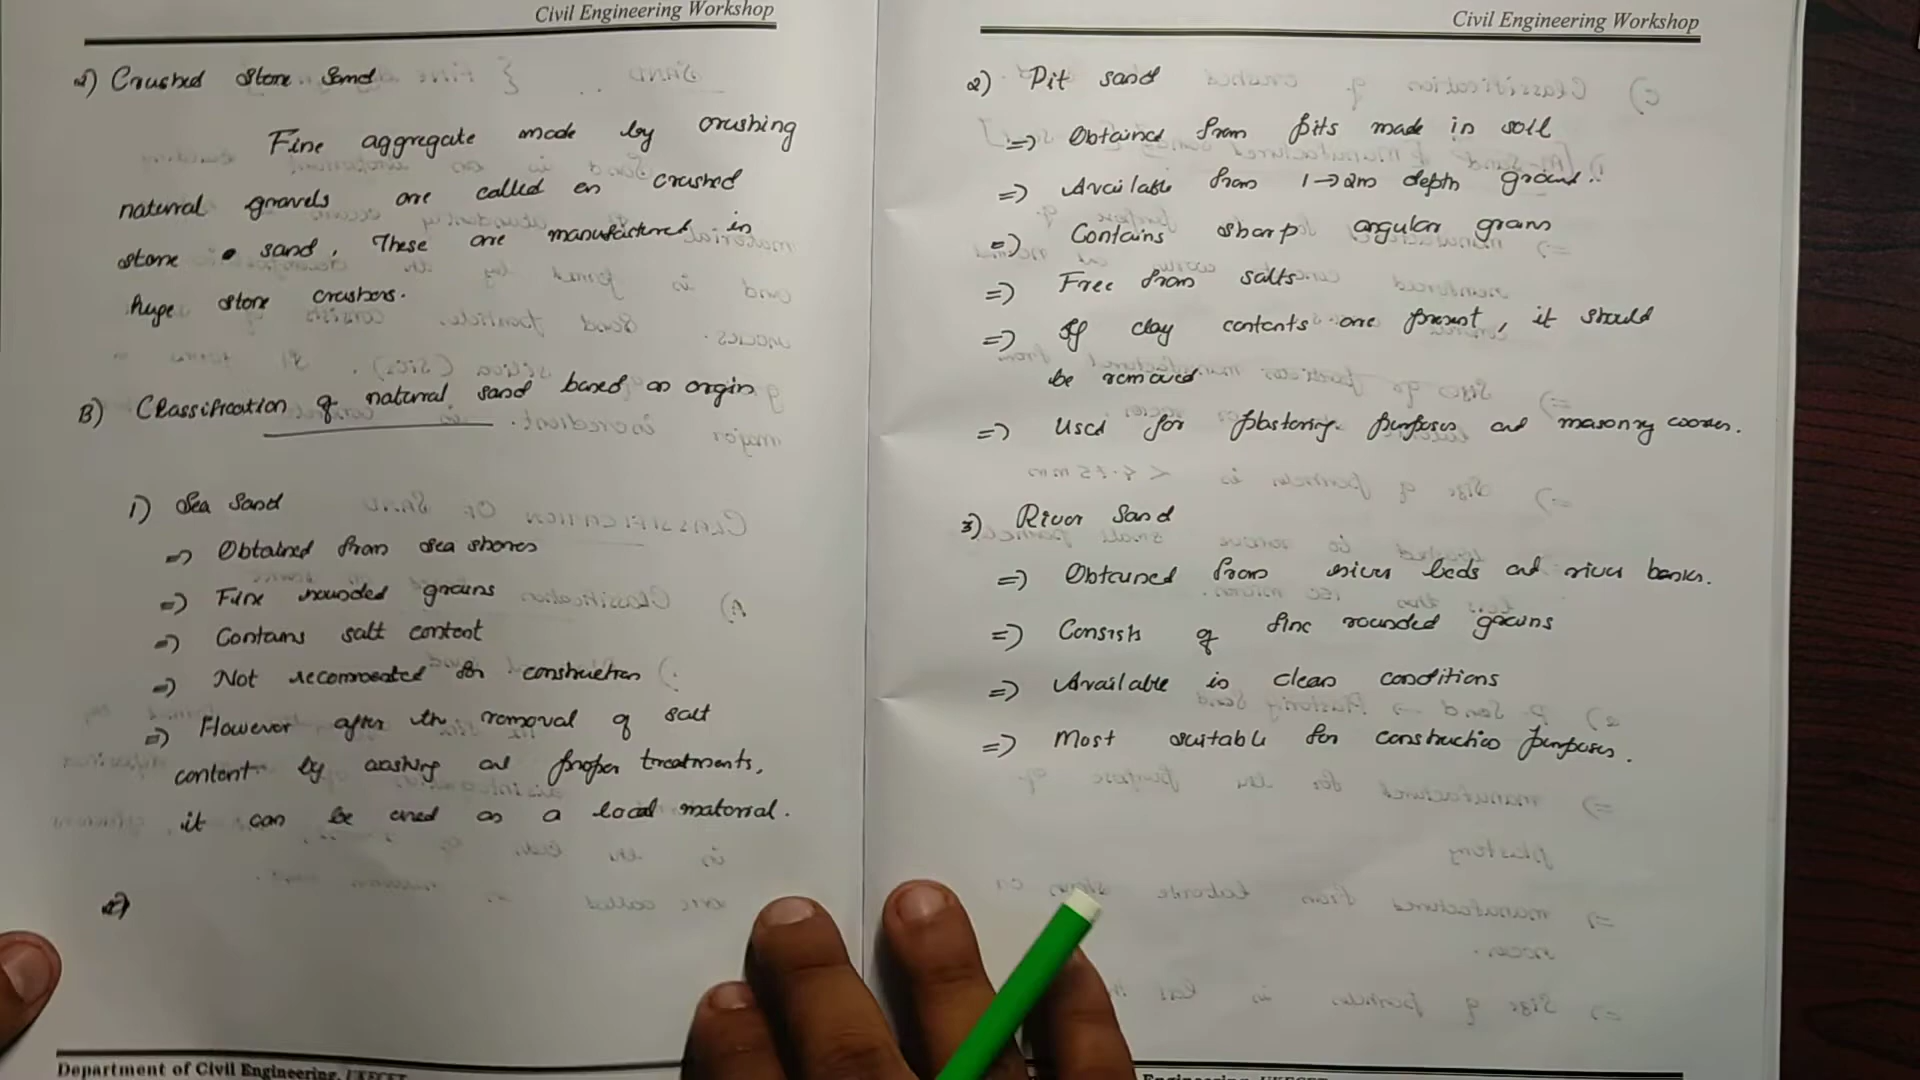 Civil Engineering Workshop
2) Crushed stone sand
Fine aggregate made by crushing
natural gravels are called as crushed
stone sand. These are manufactured in
huge stone crushers.
B) Classification of natural sand based on orgin
1) Sea Sand
=> Obtained from sea shores
=> Fine rounded grains
=> Contains salt content
=> Not recommended for construction
=> However after the removal of salt
content by washing and proper treatments,
it can be used as a local material.
Department of Civil Engineering,
Civil Engineering Workshop
2) Pit sand
=> Obtained from pits made in soil
=> Available from 1->2m depth ground..
=> Contains sharp angular grains
=> Free from salts
=> If clay contents are present, it should
be removed
=> Used for plastering purposes and masonry
3) River Sand
=> Obtained from river beds and river banks.
=> Consists of fine rounded grains
=> Available in clean conditions
=> Most suitable for construction purposes.
Engineering,